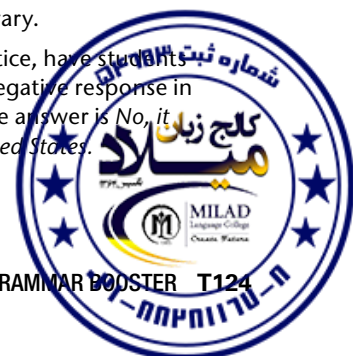 ary.
tice, have students
egative response in
e answer is No, it
ed States.
شماره ثبت
کالج زبان
میلاد
MILAD
Language College
Create Future
RAMMAR BOOSTER T124